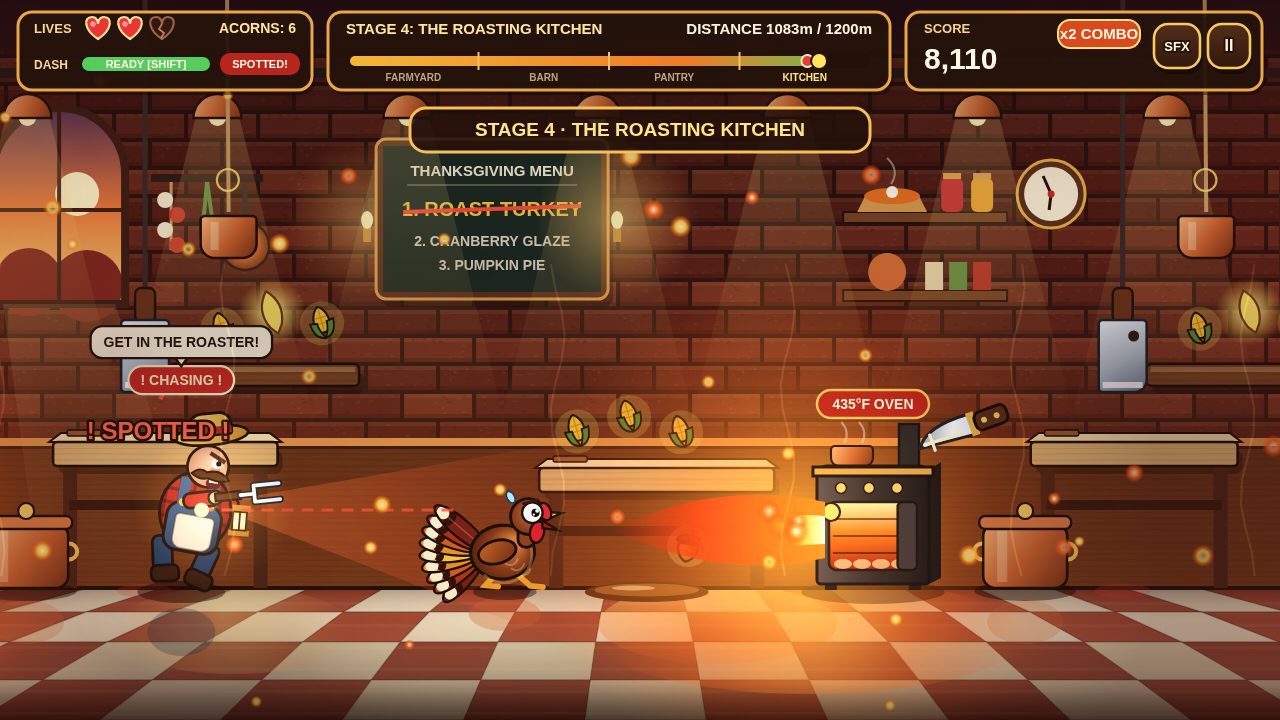 LIVES
ACORNS: 6
DASH
READY [SHIFT]
SPOTTED!
STAGE 4: THE ROASTING KITCHEN
DISTANCE 1083m / 1200m
FARMYARD
BARN
PANTRY
KITCHEN
SCORE
8,110
x2 COMBO
SFX
II
STAGE 4 · THE ROASTING KITCHEN
THANKSGIVING MENU
1. ROAST TURKEY
2. CRANBERRY GLAZE
3. PUMPKIN PIE
GET IN THE ROASTER!
! CHASING !
! SPOTTED !
435°F OVEN